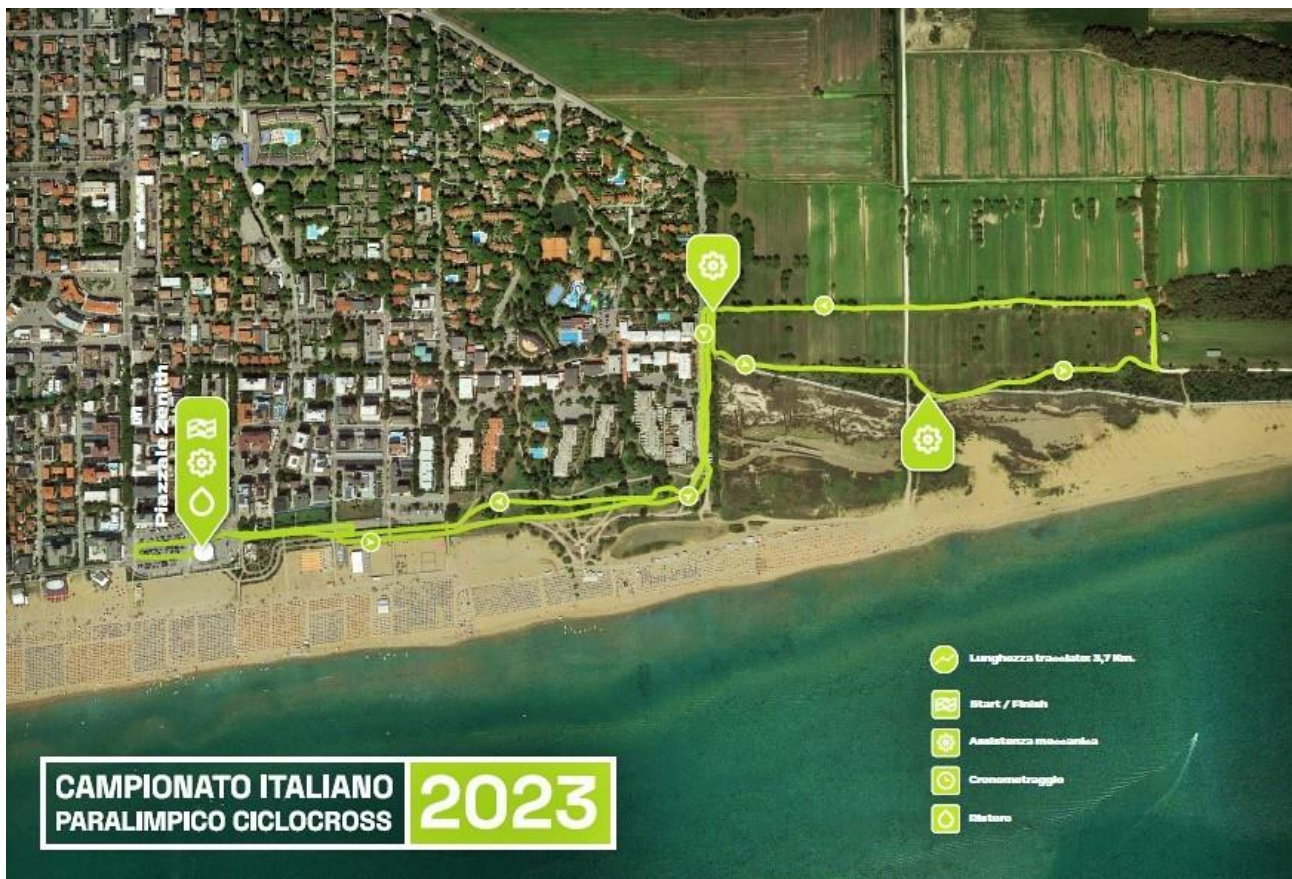 Piazzale Zenith
Lunghezza tracciato: 3,7 Km.
Start / Finish
Assistenza meccanica
Cronometraggio
Ristoro
CAMPIONATO ITALIANO
PARALIMPICO CICLOCROSS
2023